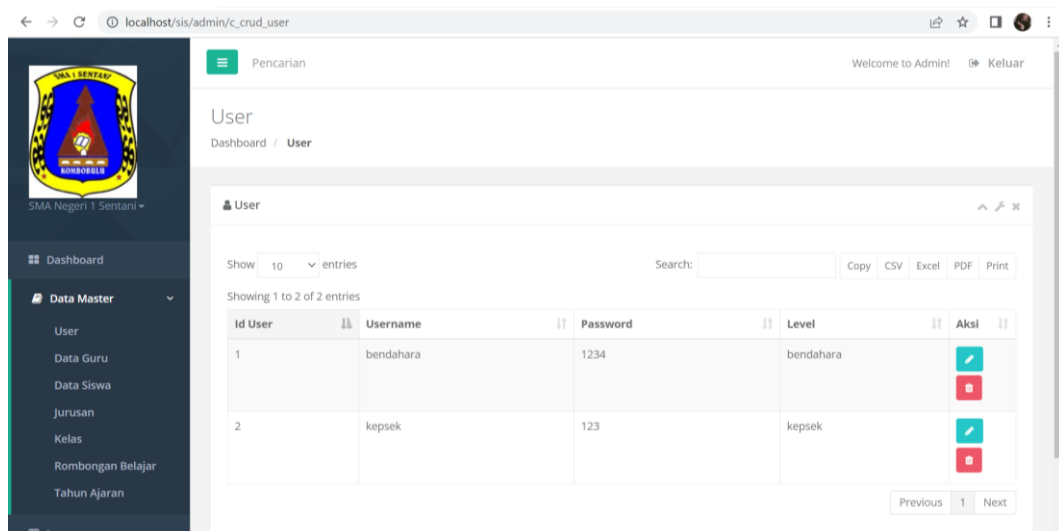 localhost/sis/admin/c_crud_user
SMA 1 SENTANI
KOMBOBULU
SMA Negeri 1 Sentani
Dashboard
Data Master
User
Data Guru
Data Siswa
Jurusan
Kelas
Rombongan Belajar
Tahun Ajaran
Pencarian
Welcome to Admin! Keluar
User
Dashboard / User
User
Show 10 entries Search: Copy CSV Excel PDF Print
Showing 1 to 2 of 2 entries
Id User Username Password Level Aksi
1 bendahara 1234 bendahara
2 kepsek 123 kepsek
Previous 1 Next